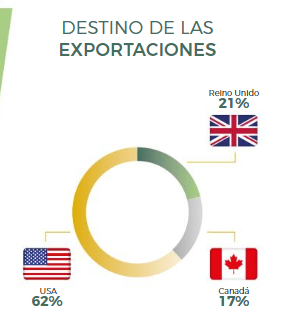 DESTINO DE LAS
EXPORTACIONES
Reino Unido
21%
USA
62%
Canadá
17%